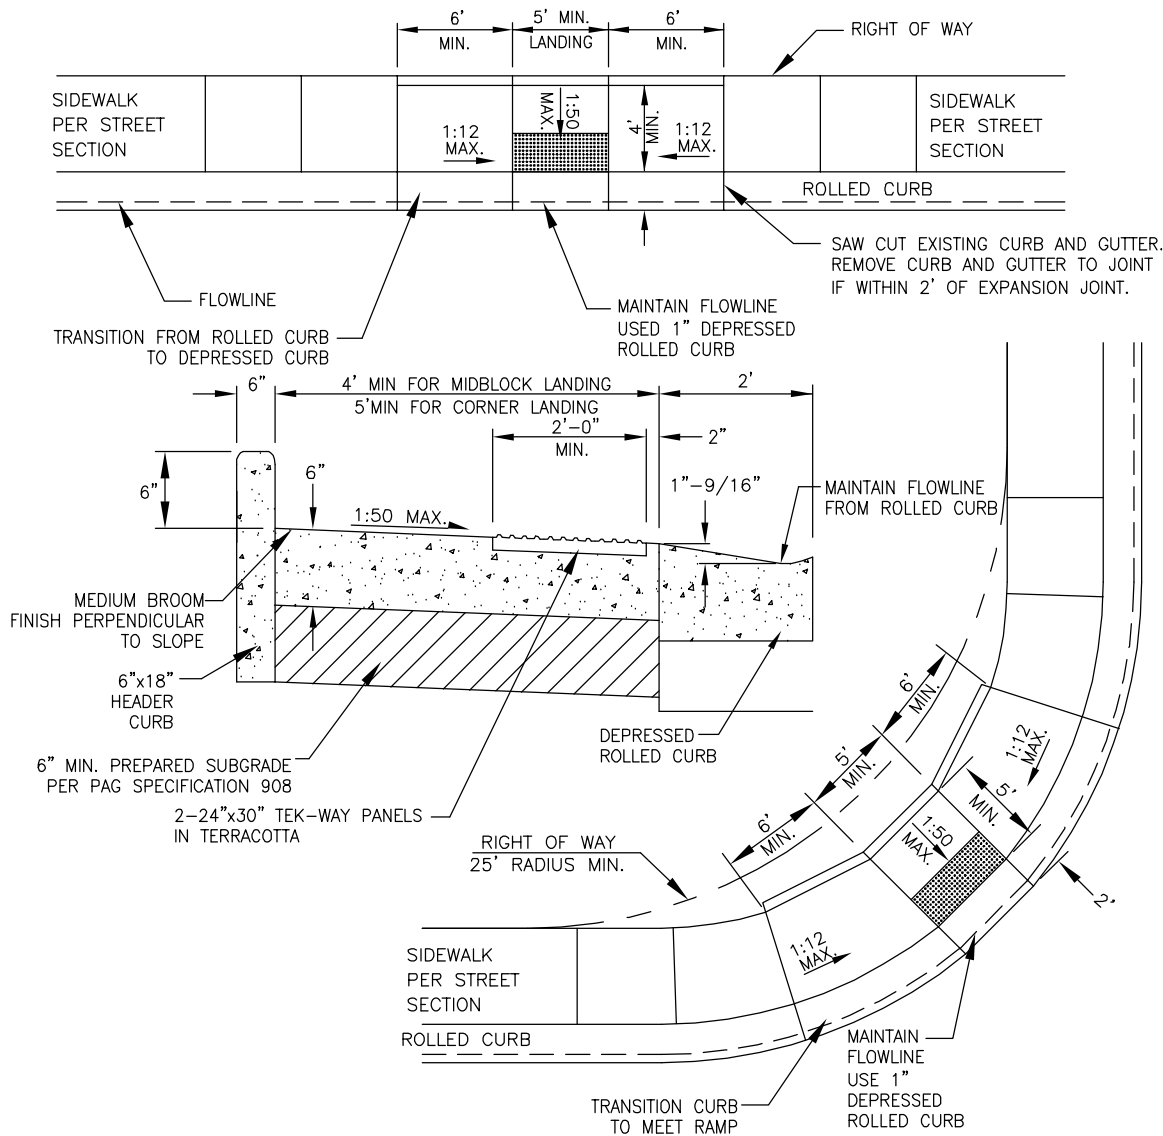 6' 5' MIN. 6'
MIN. LANDING MIN.
RIGHT OF WAY
SIDEWALK
PER STREET
SECTION
1:12
MAX.
1:50
MAX.
4'
MIN.
1:12
MAX.
SIDEWALK
PER STREET
SECTION
ROLLED CURB
SAW CUT EXISTING CURB AND GUTTER.
REMOVE CURB AND GUTTER TO JOINT
IF WITHIN 2' OF EXPANSION JOINT.
FLOWLINE
MAINTAIN FLOWLINE
USED 1" DEPRESSED
ROLLED CURB
TRANSITION FROM ROLLED CURB
TO DEPRESSED CURB
6"
4' MIN FOR MIDBLOCK LANDING
5'MIN FOR CORNER LANDING
2'
2'-0"
MIN.
2"
6"
6"
1:50 MAX.
1"-9/16"
MAINTAIN FLOWLINE
FROM ROLLED CURB
MEDIUM BROOM
FINISH PERPENDICULAR
TO SLOPE
6"x18"
HEADER
CURB
6" MIN. PREPARED SUBGRADE
PER PAG SPECIFICATION 908
2-24"x30" TEK-WAY PANELS
IN TERRACOTTA
DEPRESSED
ROLLED CURB
6'
MIN.
5'
MIN.
6'
MIN.
1:12
MAX.
5'
MIN.
1:50
MAX.
2'
RIGHT OF WAY
25' RADIUS MIN.
1:12
MAX.
SIDEWALK
PER STREET
SECTION
ROLLED CURB
MAINTAIN
FLOWLINE
USE 1"
DEPRESSED
ROLLED CURB
TRANSITION CURB
TO MEET RAMP